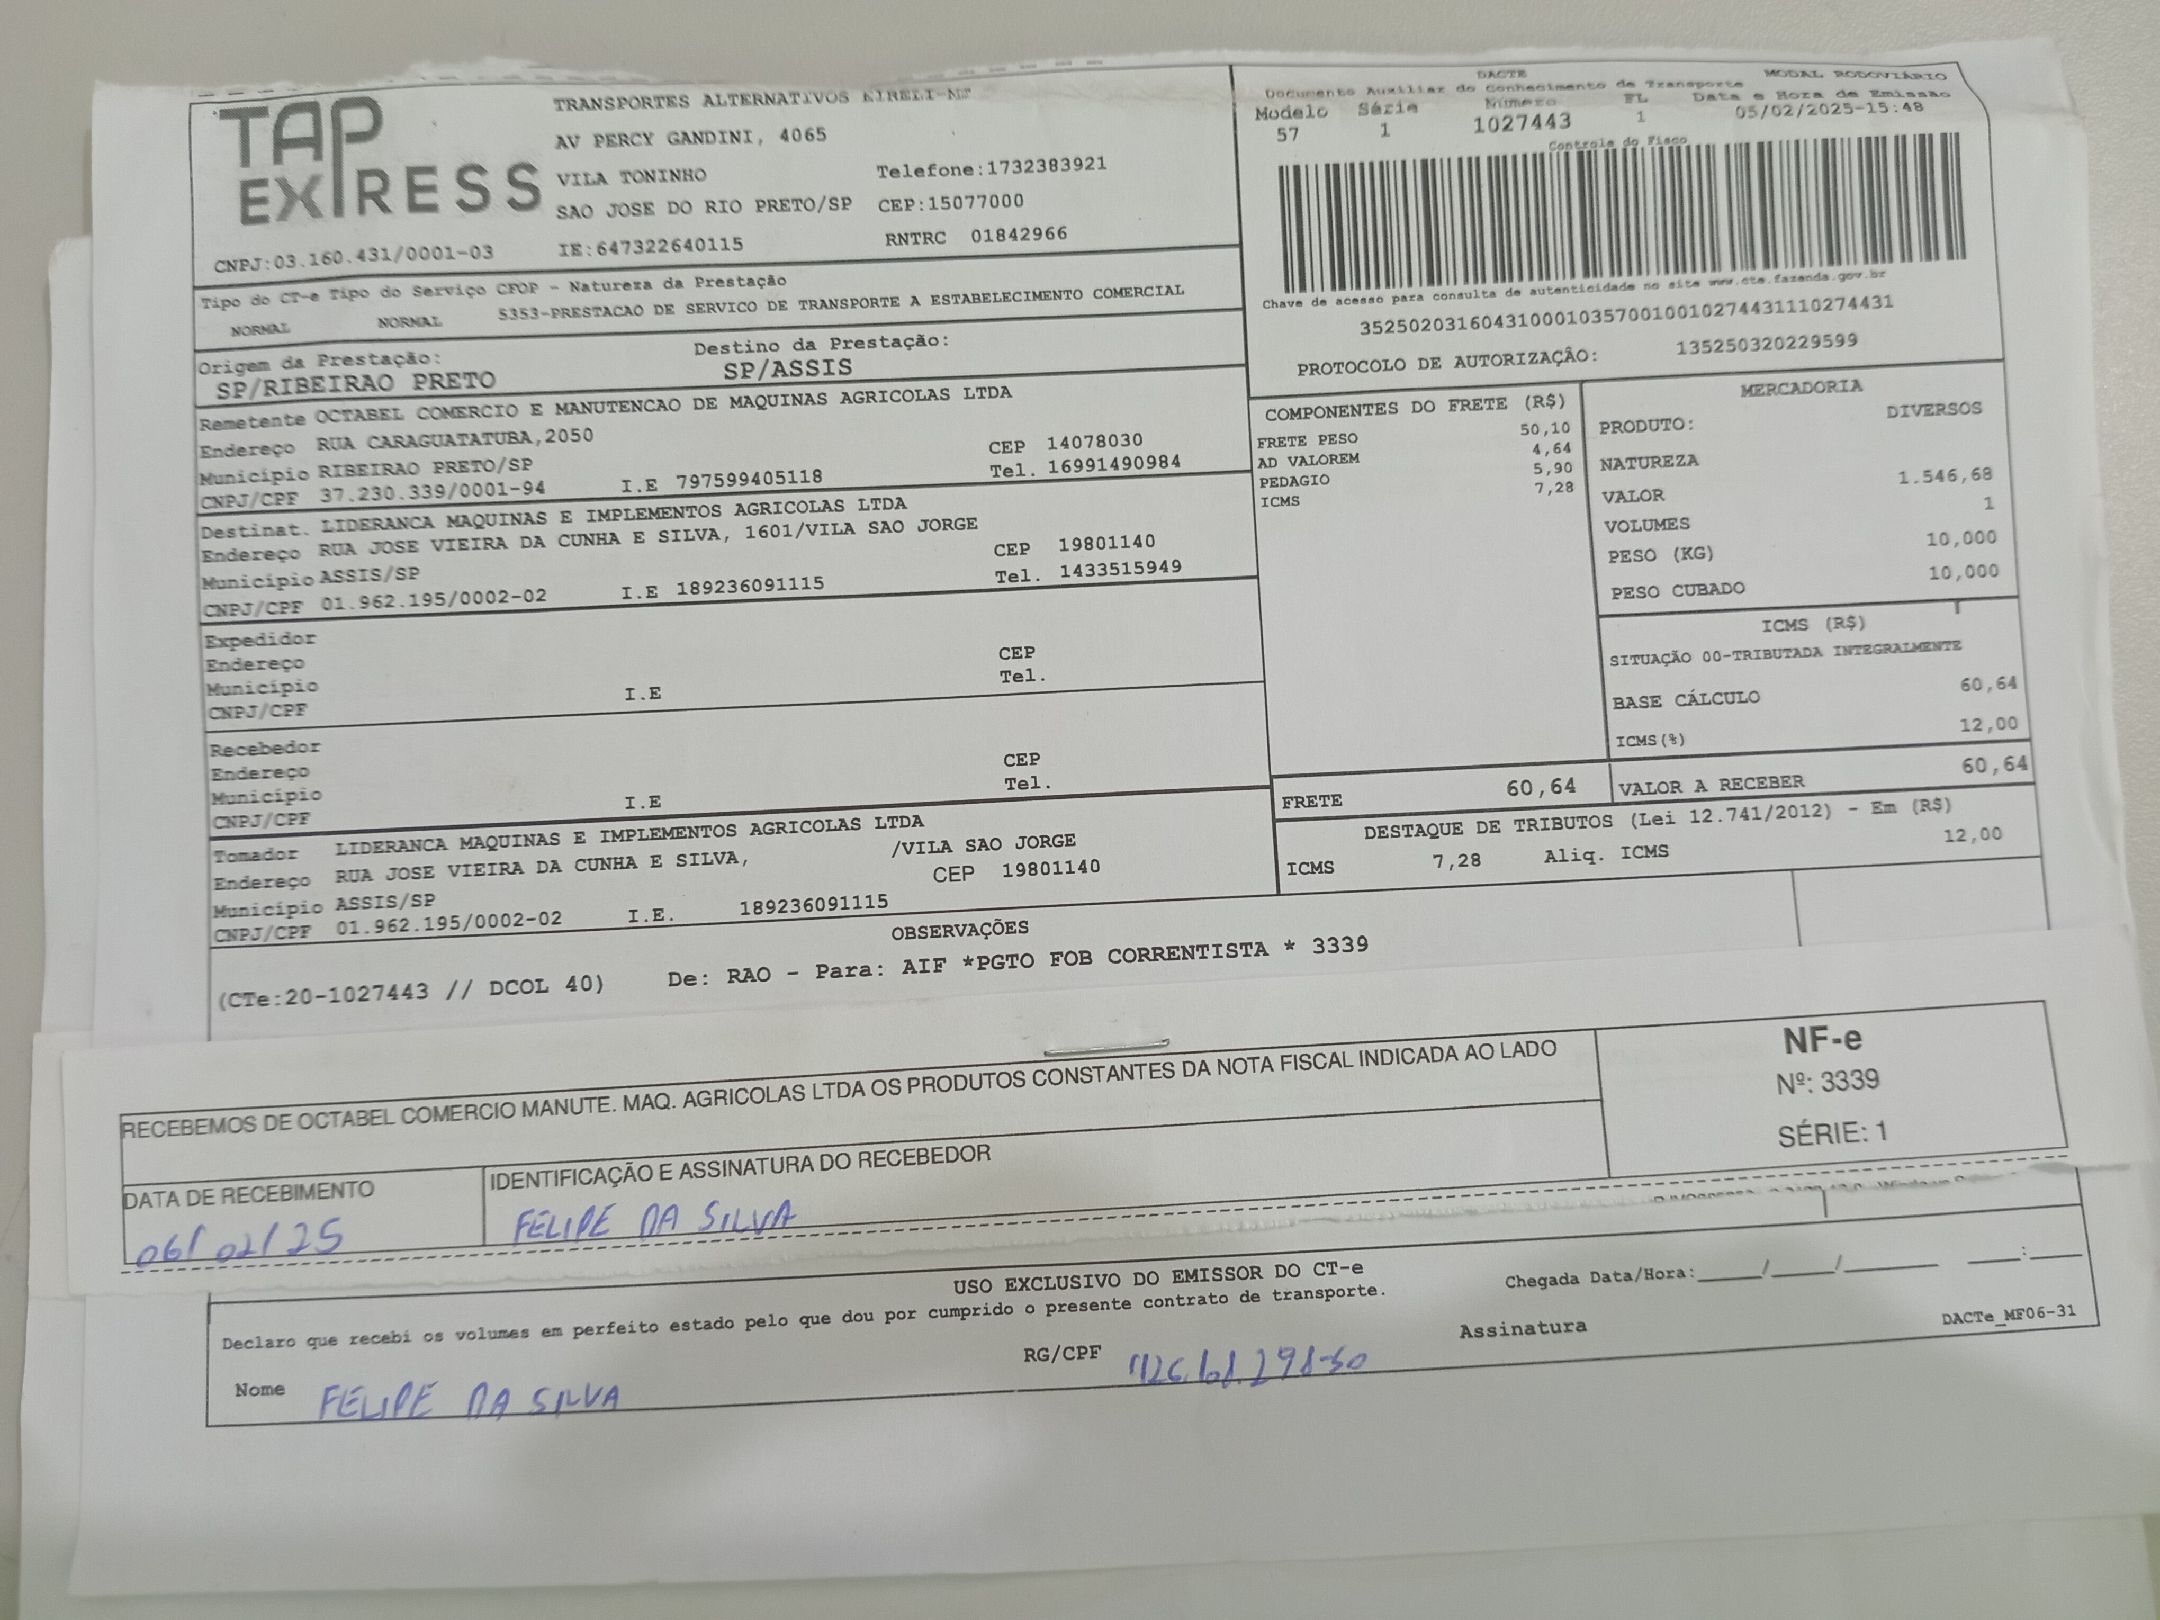 TAP EXPRESS
TRANSPORTES ALTERNATIVOS EIRELI-ME
AV PERCY GANDINI, 4065
VILA TONINHO Telefone:1732383921
SAO JOSE DO RIO PRETO/SP CEP:15077000
CNPJ:03.160.431/0001-03 IE:647322640115 RNTRC 01842966
DACTE MODAL RODOVIÁRIO
Documento Auxiliar do Conhecimento de Transporte
Modelo Série Número FL Data e Hora de Emissão
57 1 1027443 1 05/02/2025-15:48
Controle do Fisco
Chave de acesso para consulta de autenticidade no site www.cte.fazenda.gov.br
35250203160431000103570010010274431110274431
PROTOCOLO DE AUTORIZAÇÃO: 135250320229599
Tipo do CT-e Tipo do Serviço CFOP - Natureza da Prestação
NORMAL NORMAL 5353-PRESTACAO DE SERVICO DE TRANSPORTE A ESTABELECIMENTO COMERCIAL
Origem da Prestação: Destino da Prestação:
SP/RIBEIRAO PRETO SP/ASSIS
Remetente OCTABEL COMERCIO E MANUTENCAO DE MAQUINAS AGRICOLAS LTDA
Endereço RUA CARAGUATATUBA,2050 CEP 14078030
Município RIBEIRAO PRETO/SP Tel. 16991490984
CNPJ/CPF 37.230.339/0001-94 I.E 797599405118
Destinat. LIDERANCA MAQUINAS E IMPLEMENTOS AGRICOLAS LTDA
Endereço RUA JOSE VIEIRA DA CUNHA E SILVA, 1601/VILA SAO JORGE
Município ASSIS/SP CEP 19801140
CNPJ/CPF 01.962.195/0002-02 I.E 189236091115 Tel. 1433515949
Expedidor
Endereço CEP
Município Tel.
CNPJ/CPF I.E
Recebedor
Endereço CEP
Município Tel.
CNPJ/CPF I.E
Tomador LIDERANCA MAQUINAS E IMPLEMENTOS AGRICOLAS LTDA
Endereço RUA JOSE VIEIRA DA CUNHA E SILVA, /VILA SAO JORGE
Município ASSIS/SP CEP 19801140
CNPJ/CPF 01.962.195/0002-02 I.E. 189236091115
COMPONENTES DO FRETE (R$)
FRETE PESO 50,10
AD VALOREM 4,64
PEDAGIO 5,90
ICMS 7,28
MERCADORIA
PRODUTO: DIVERSOS
NATUREZA
VALOR 1.546,68
VOLUMES 1
PESO (KG) 10,000
PESO CUBADO 10,000
ICMS (R$)
SITUAÇÃO 00-TRIBUTADA INTEGRALMENTE
BASE CÁLCULO 60,64
ICMS(%) 12,00
FRETE 60,64 VALOR A RECEBER 60,64
DESTAQUE DE TRIBUTOS (Lei 12.741/2012) - Em (R$)
ICMS 7,28 Aliq. ICMS 12,00
OBSERVAÇÕES
(CTe:20-1027443 // DCOL 40) De: RAO - Para: AIF *PGTO FOB CORRENTISTA * 3339
RECEBEMOS DE OCTABEL COMERCIO MANUTE. MAQ. AGRICOLAS LTDA OS PRODUTOS CONSTANTES DA NOTA FISCAL INDICADA AO LADO
NF-e
Nº: 3339
SÉRIE: 1
DATA DE RECEBIMENTO IDENTIFICAÇÃO E ASSINATURA DO RECEBEDOR
06/02/25 FELIPE DA SILVA
USO EXCLUSIVO DO EMISSOR DO CT-e
Declaro que recebi os volumes em perfeito estado pelo que dou por cumprido o presente contrato de transporte.
Chegada Data/Hora:_____/_____/_______ ____:____
Nome FELIPE DA SILVA RG/CPF Assinatura
DACTe_MF06-31